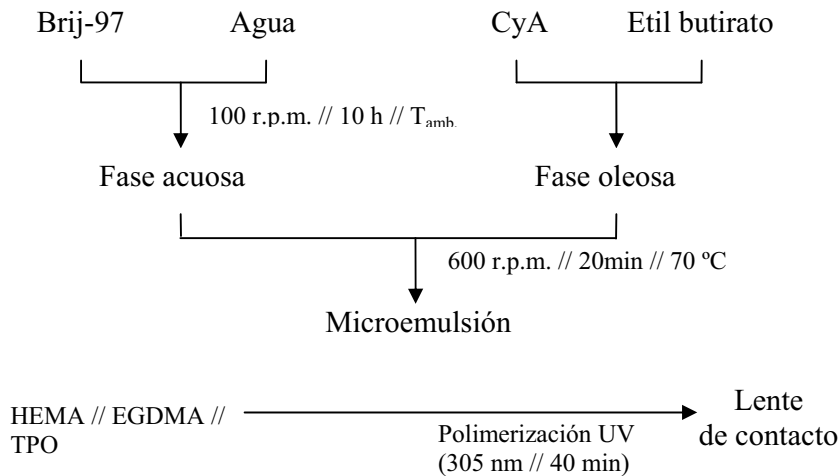 Brij-97 Agua CyA Etil butirato
100 r.p.m. // 10 h // Tamb.
Fase acuosa Fase oleosa
600 r.p.m. // 20min // 70 ºC
Microemulsión
HEMA // EGDMA //
TPO
Polimerización UV
(305 nm // 40 min)
Lente
de contacto